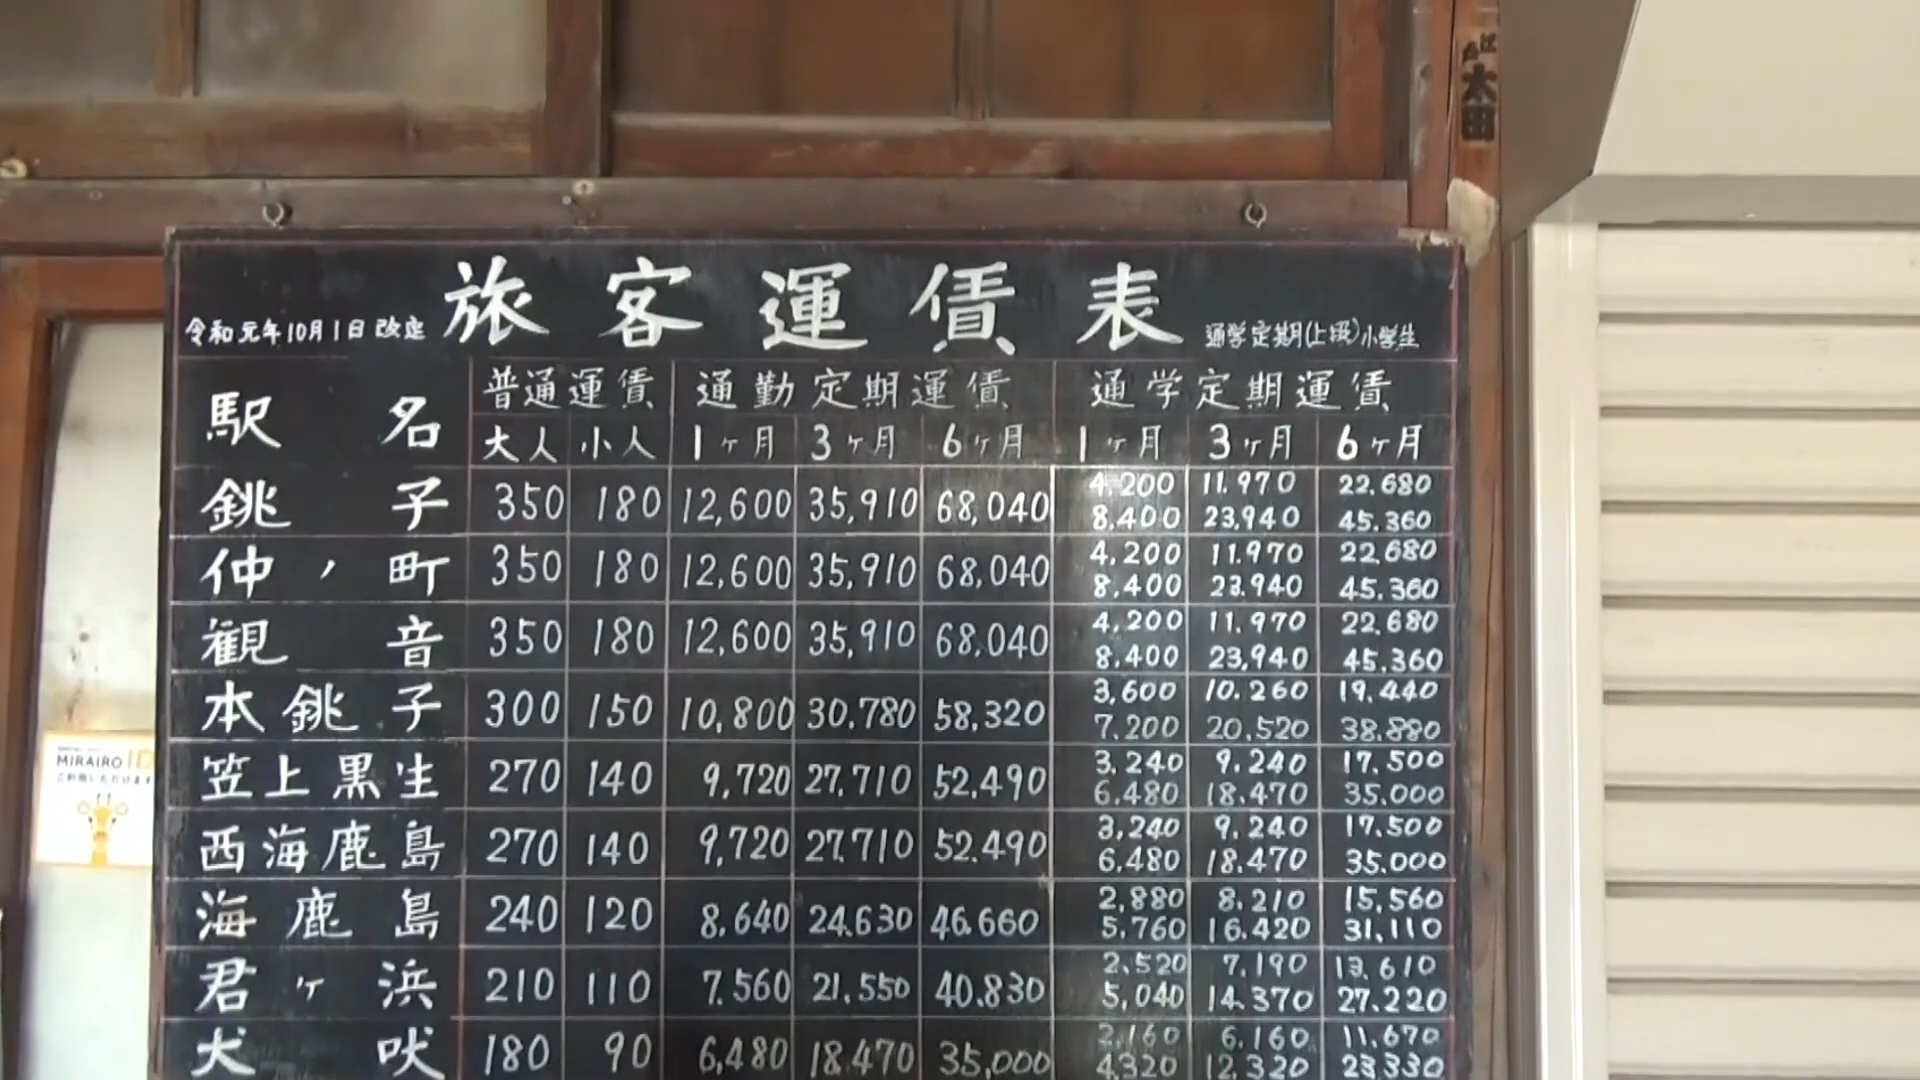 太田
旅客運賃表
令和元年10月1日改定
通学定期(上段)小学生
駅名 普通運賃 通勤定期運賃 通学定期運賃
大人 小人 1ヶ月 3ヶ月 6ヶ月 1ヶ月 3ヶ月 6ヶ月
銚子 350 180 12,600 35,910 68,040 4.200 11.970 22.680
8.400 23,940 45.360
仲ノ町 350 180 12,600 35,910 68,040 4,200 11.970 22,680
8,400 23.940 45.360
観音 350 180 12,600 35,910 68,040 4,200 11.970 22.680
8.400 23,940 45.360
本銚子 300 150 10,800 30.780 58,320 3,600 10.260 19.440
7.200 20,520 38.880
笠上黒生 270 140 9,720 27,710 52,490 3.240 9.240 17.500
6.480 18.470 35.000
西海鹿島 270 140 9,720 27.710 52.490 3,240 9.240 17.500
6.480 18.470 35.000
海鹿島 240 120 8,640 24.630 46.660 2,880 8.210 15,560
5.760 16.420 31,110
君ヶ浜 210 110 7.560 21,550 40.830 2.520 7.190 13.610
5,040 14.370 27.220
犬吠 180 90 6,480 18.470 35,000 2.160 6.160 11.670
4.320 12.320 23.330
MIRAIRO ID
ご利用いただけます